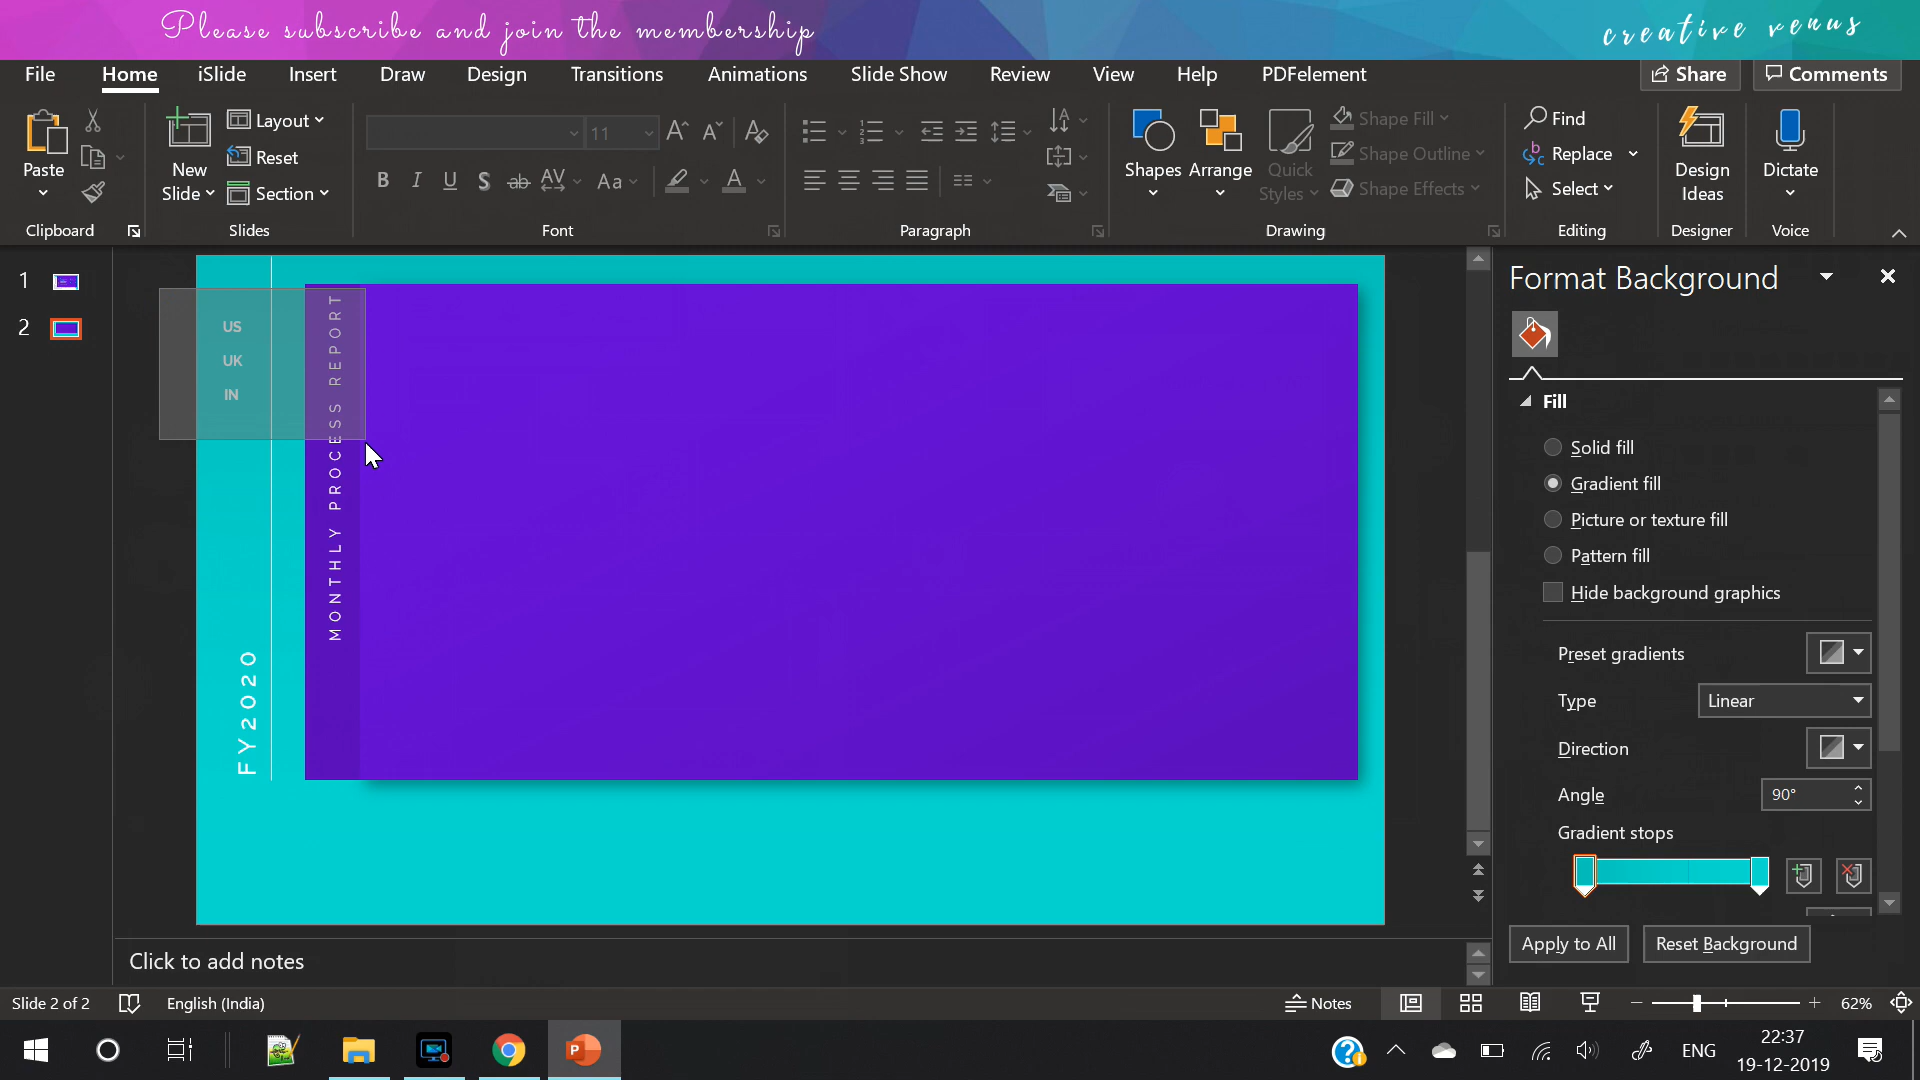 Please subscribe and join the membership
creative venus
File Home iSlide Insert Draw Design Transitions Animations Slide Show Review View Help PDFelement Share Comments
Paste
Clipboard
New Slide
Layout
Reset
Section
Slides
11
B I U S ab AV Aa A
Font
Paragraph
Shapes
Arrange
Quick Styles
Shape Fill
Shape Outline
Shape Effects
Drawing
Find
Replace
Select
Editing
Design Ideas
Designer
Dictate
Voice
1
2
US
UK
IN
FY2020
MONTHLY PROCESS REPORT
Format Background
Fill
Solid fill
Gradient fill
Picture or texture fill
Pattern fill
Hide background graphics
Preset gradients
Type Linear
Direction
Angle 90°
Gradient stops
Apply to All Reset Background
Click to add notes
Slide 2 of 2 English (India) Notes 62%
ENG
22:37
19-12-2019